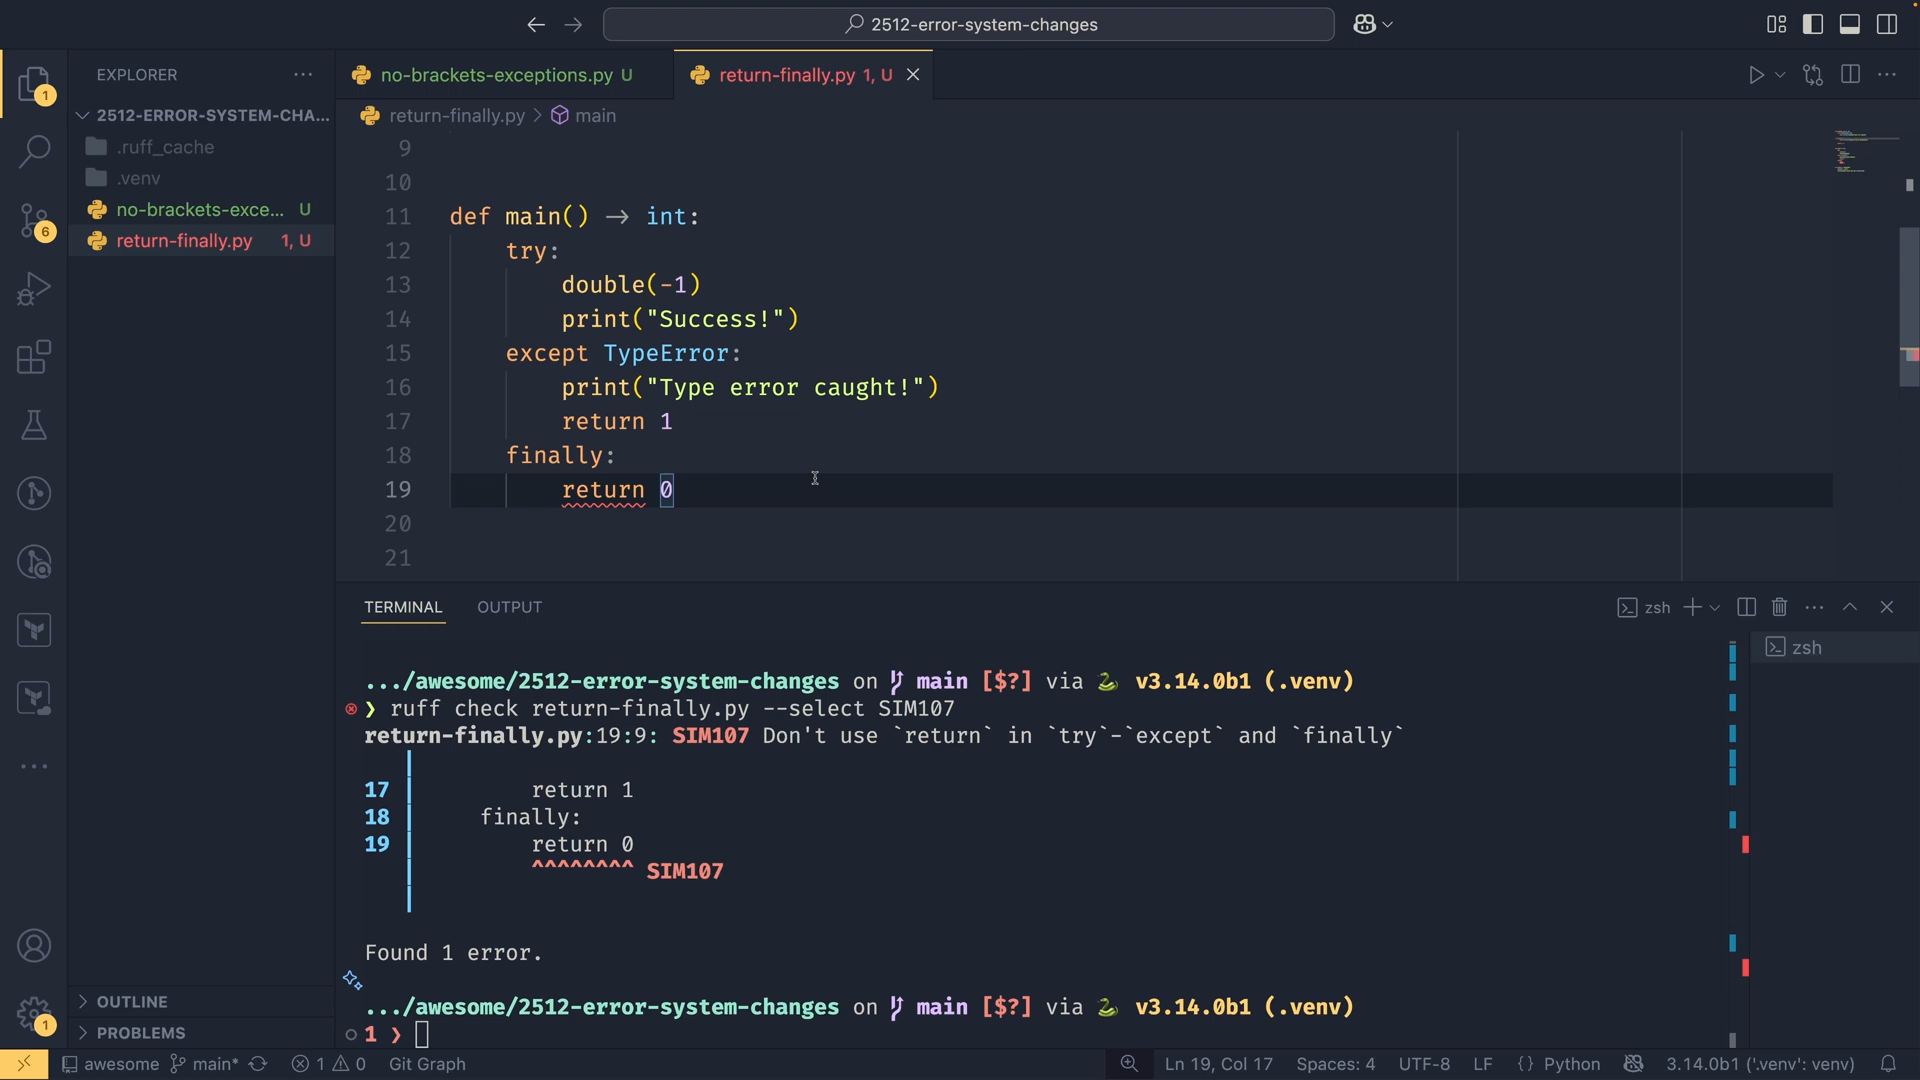 2512-error-system-changes
EXPLORER
2512-ERROR-SYSTEM-CHA...
.ruff_cache
.venv
no-brackets-exce... U
return-finally.py 1, U
OUTLINE
PROBLEMS
1
6
1
no-brackets-exceptions.py U
return-finally.py 1, U
return-finally.py > main
9
10
11 def main() → int:
12 try:
13 double(-1)
14 print("Success!")
15 except TypeError:
16 print("Type error caught!")
17 return 1
18 finally:
19 return 0
20
21
TERMINAL OUTPUT
zsh
zsh
.../awesome/2512-error-system-changes on main [$?] via 🐍 v3.14.0b1 (.venv)
❯ ruff check return-finally.py --select SIM107
return-finally.py:19:9: SIM107 Don't use `return` in `try`-`except` and `finally`
17 | return 1
18 | finally:
19 | return 0
^^^^^^^^ SIM107
Found 1 error.
.../awesome/2512-error-system-changes on main [$?] via 🐍 v3.14.0b1 (.venv)
1 ❯
awesome main* 1 0 Git Graph Ln 19, Col 17 Spaces: 4 UTF-8 LF {} Python 3.14.0b1 ('.venv': venv)